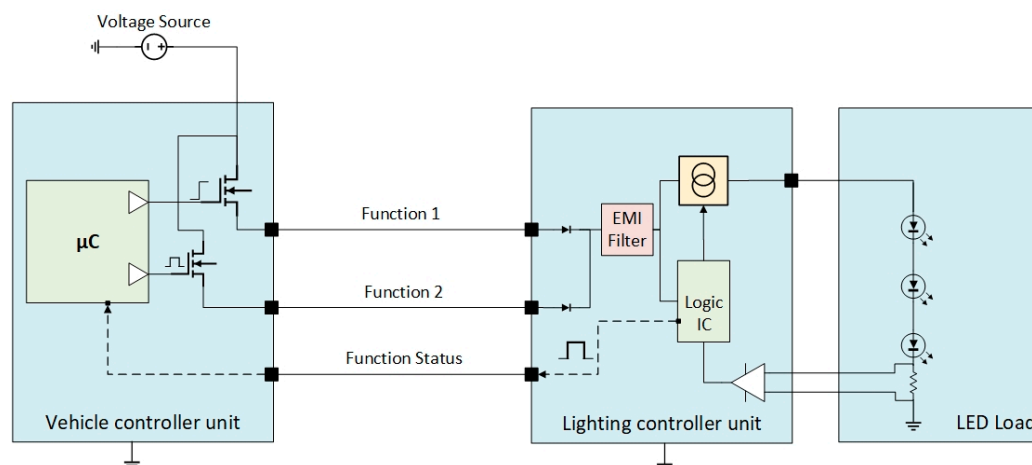 Voltage Source
µC
Function 1
Function 2
Function Status
EMI
Filter
Logic
IC
Vehicle controller unit
Lighting controller unit
LED Load